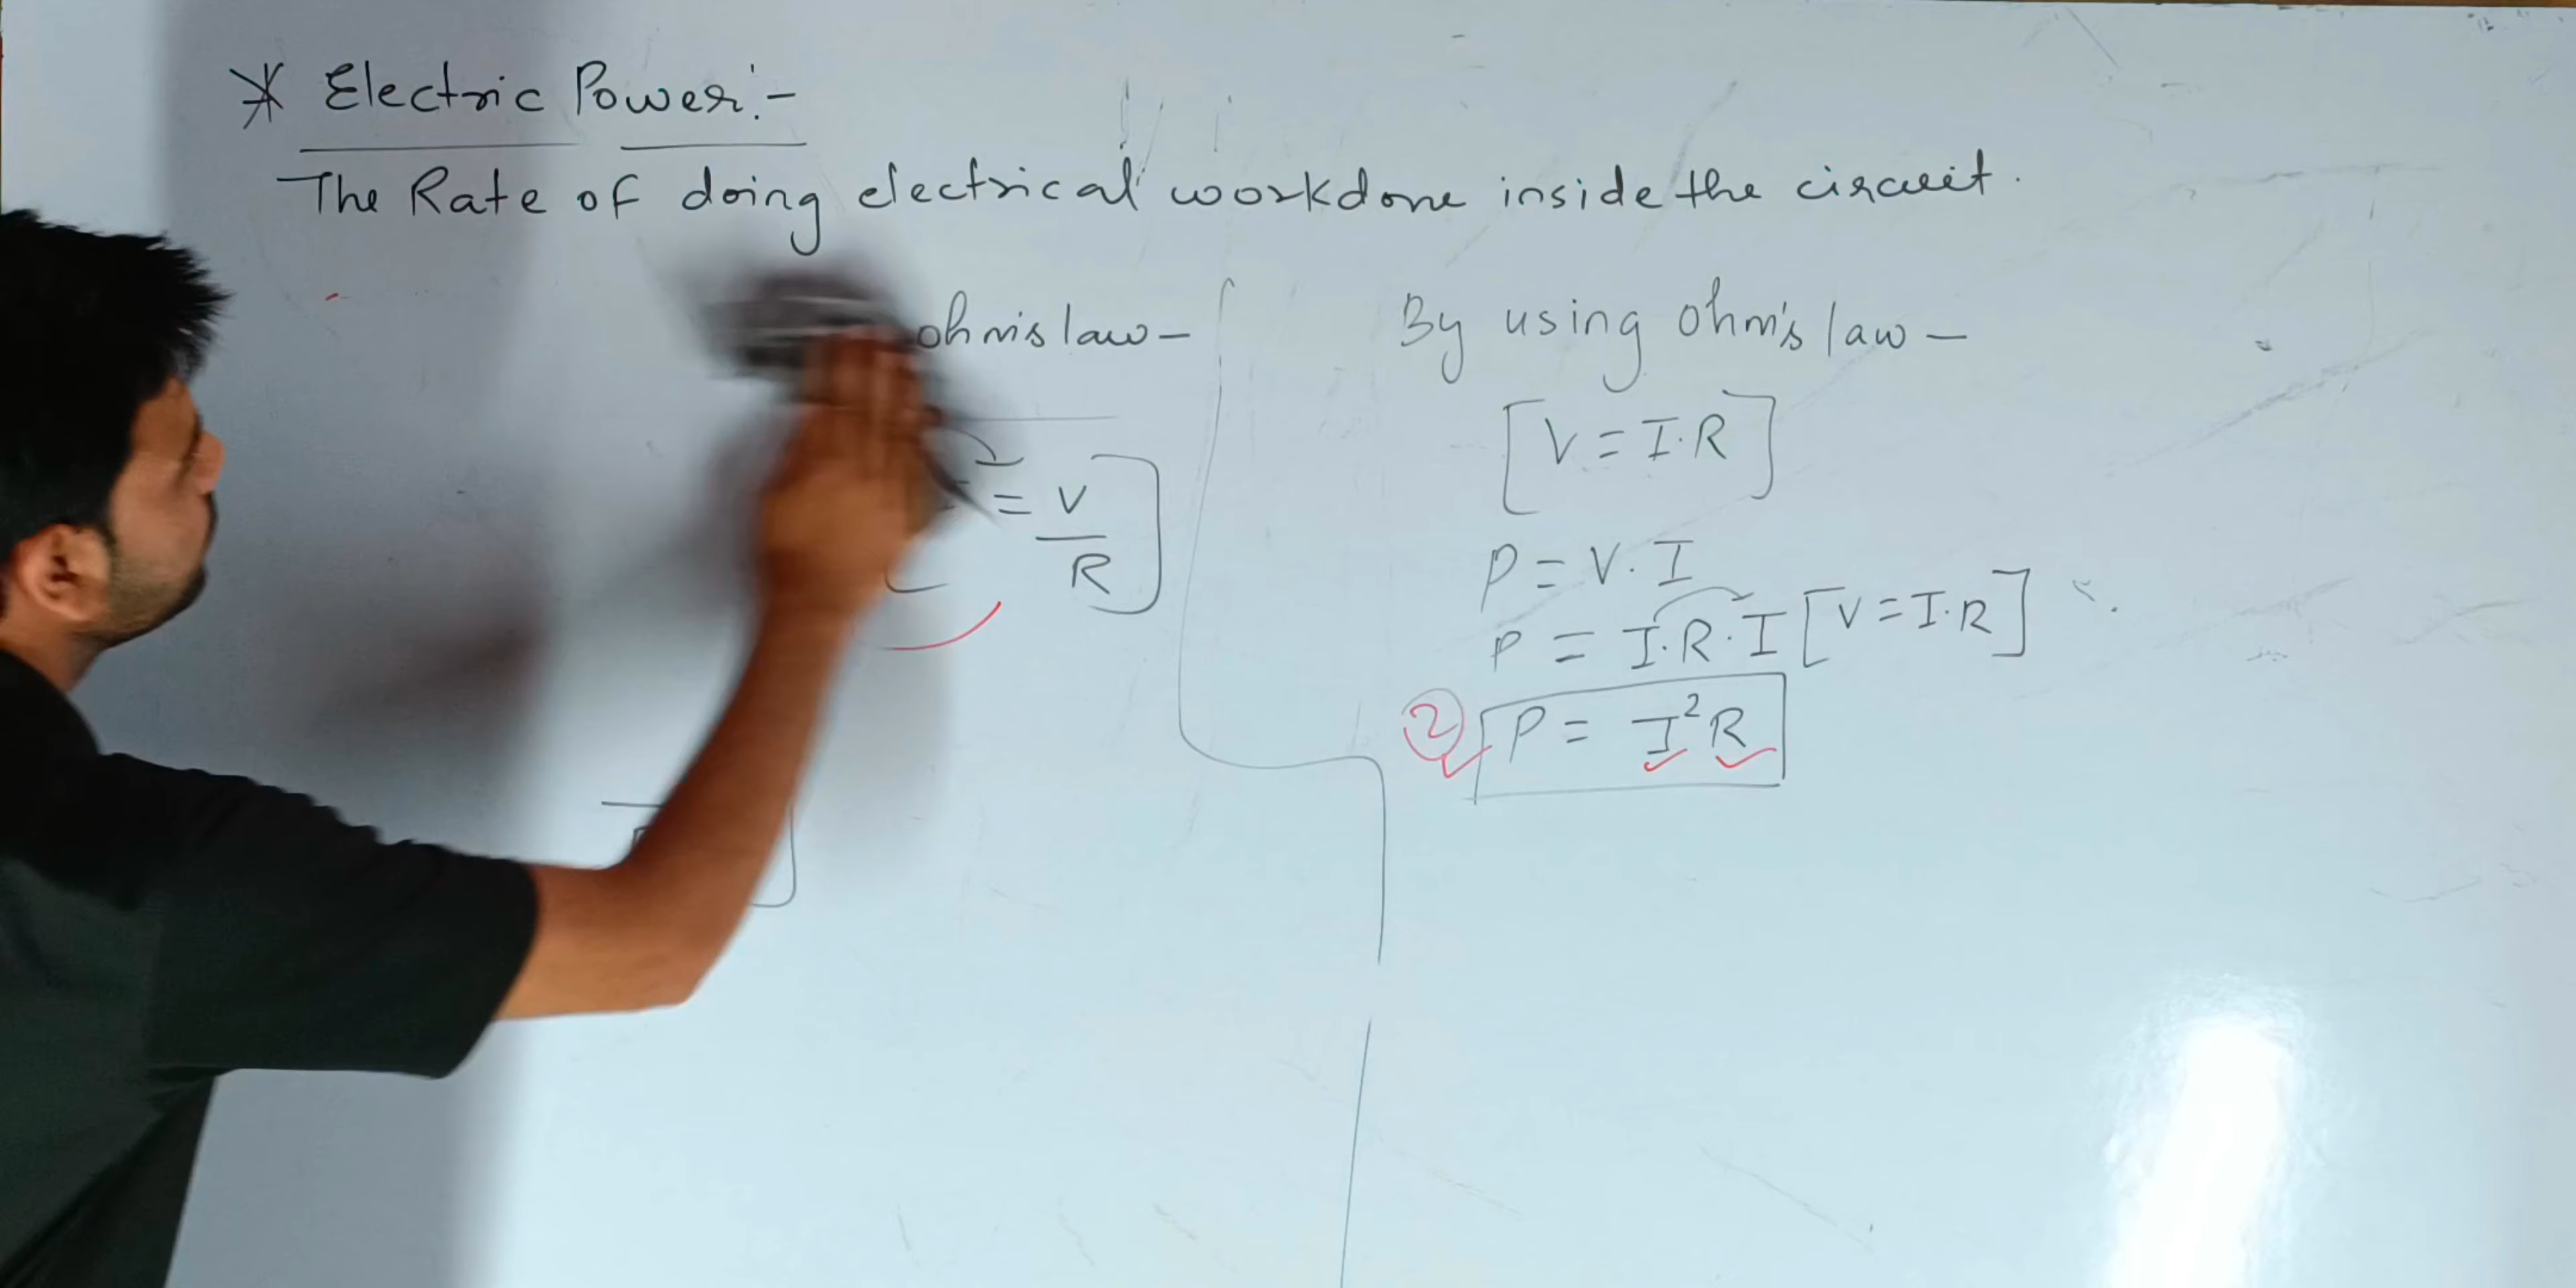 * Electric Power:-
The Rate of doing electrical workdone inside the circuit.
ohm's law-
= V
R
By using ohm's law-
[V = I.R]
P = V. I
P = I.R.I [V = I.R]
② P = I²R